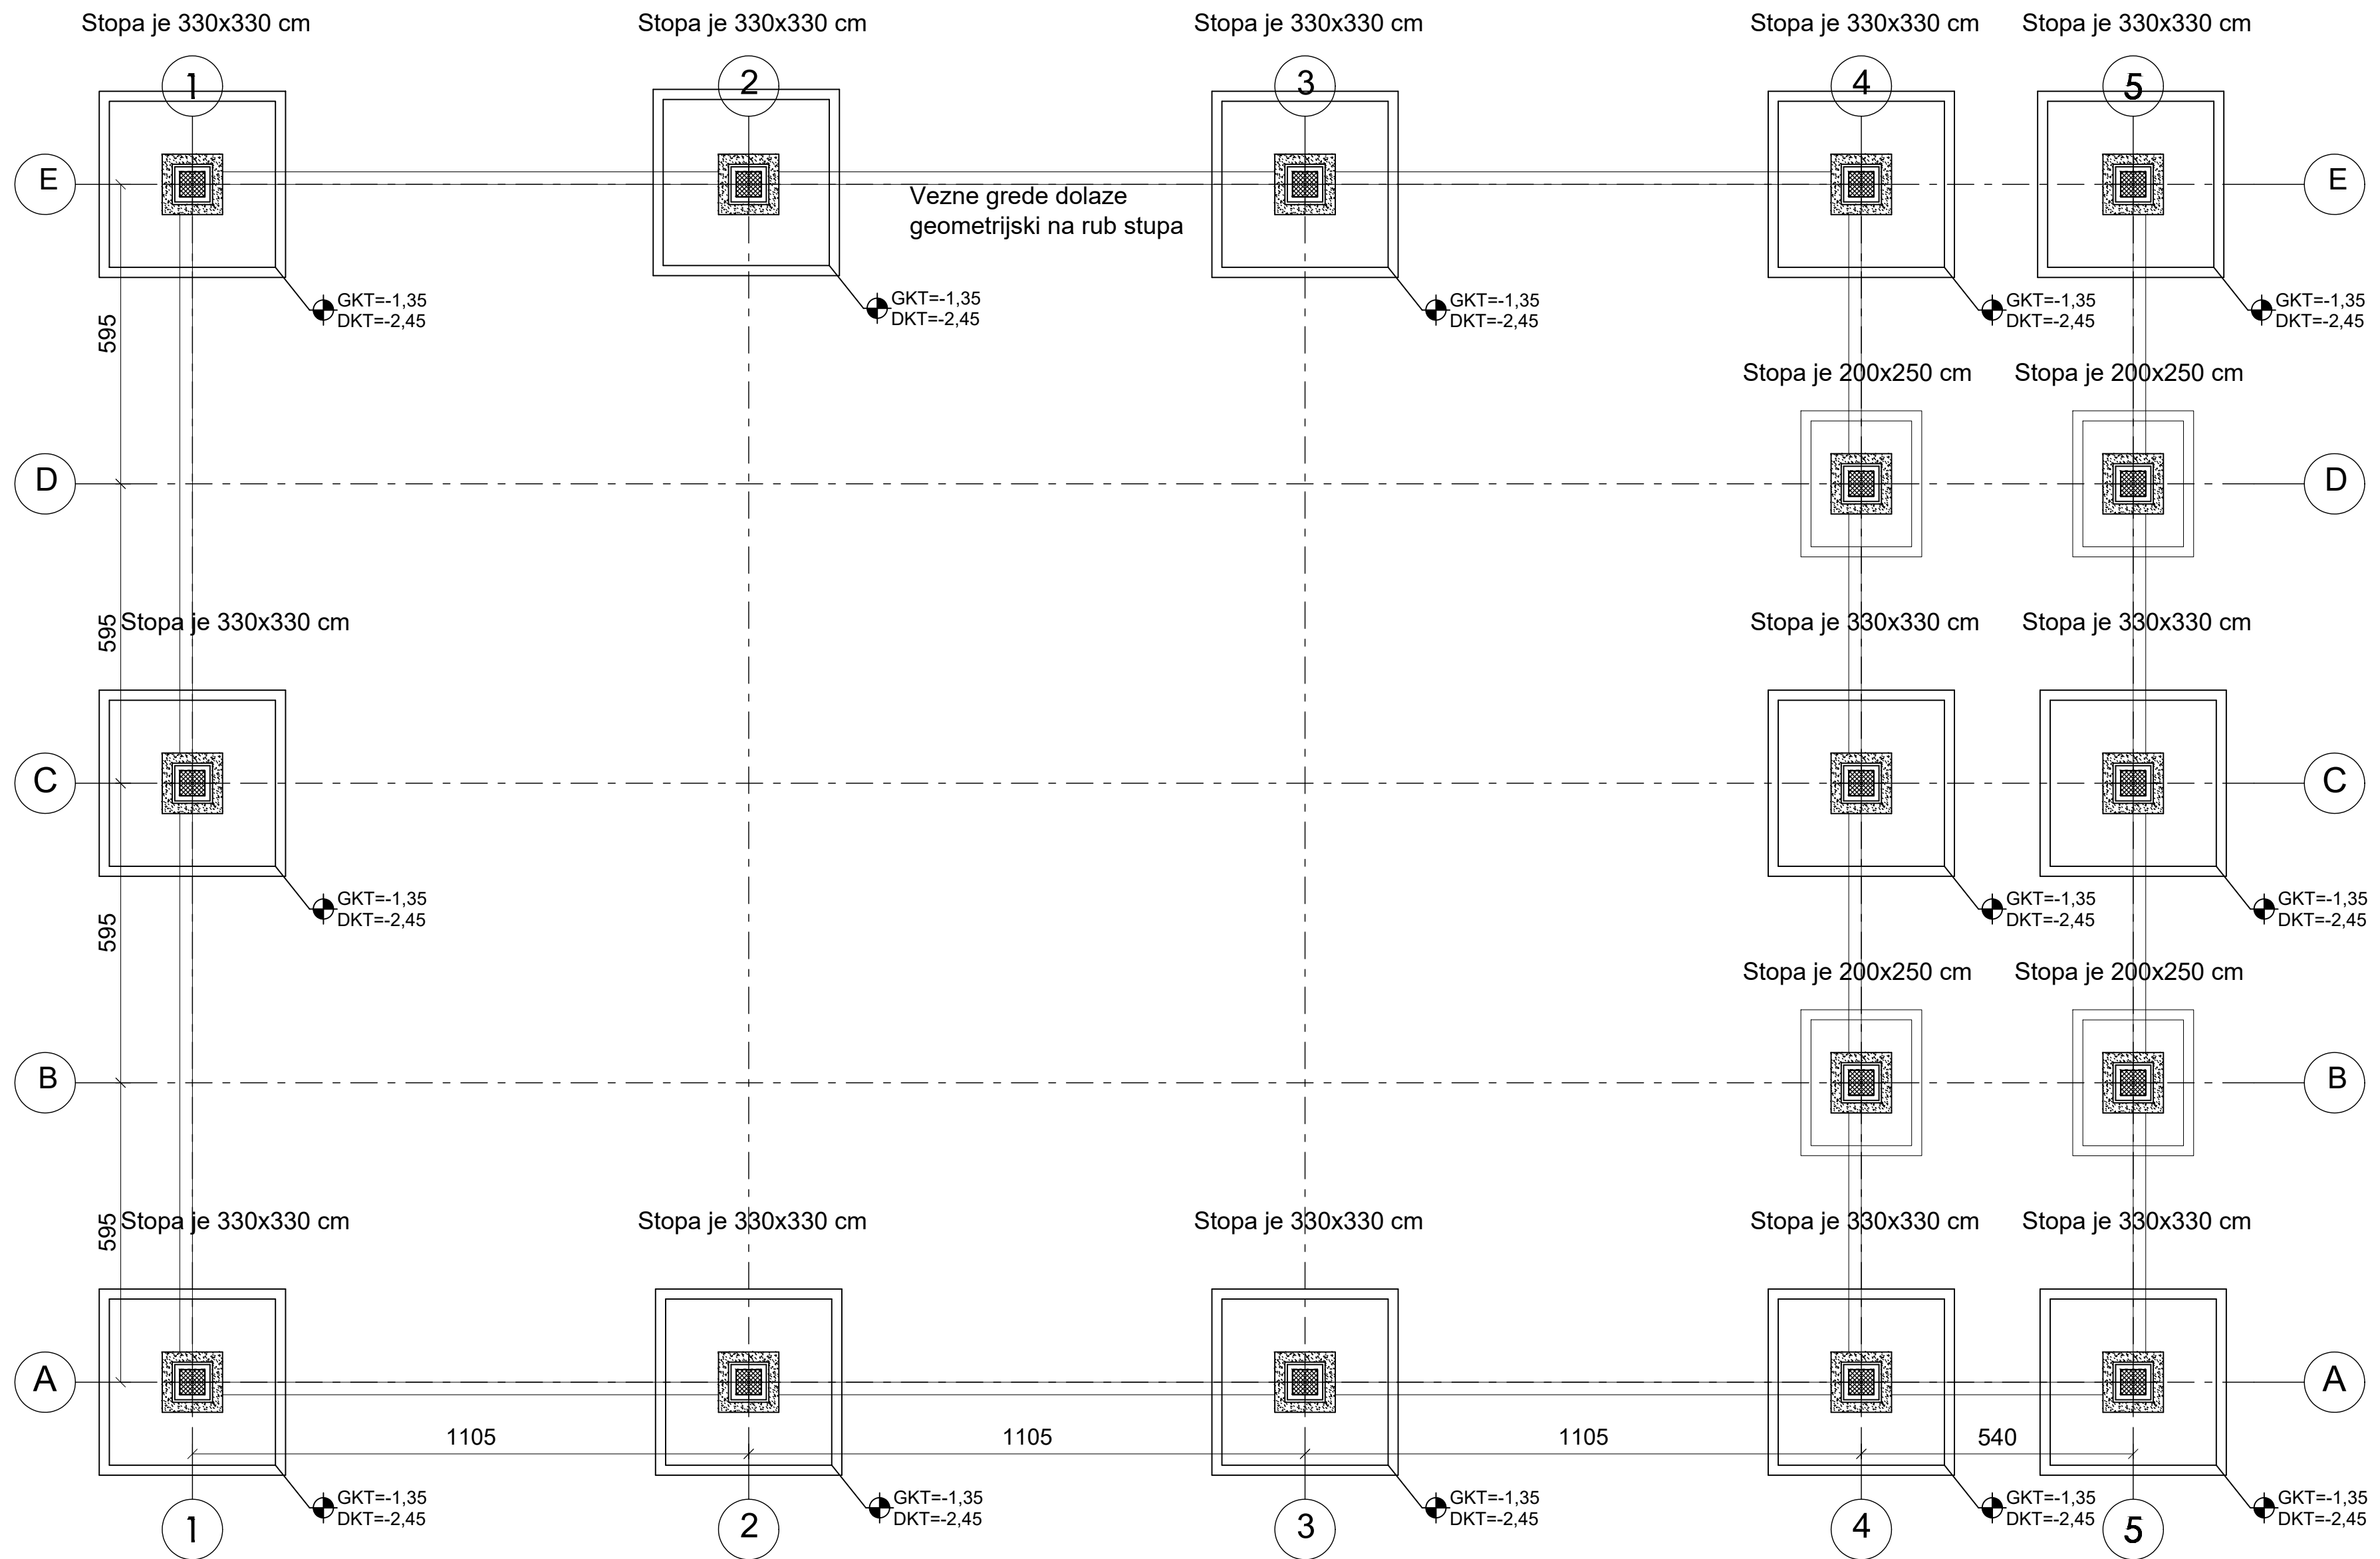 Stopa je 330x330 cm
Stopa je 330x330 cm
Stopa je 330x330 cm
Stopa je 330x330 cm
Stopa je 330x330 cm
1
2
3
4
5
E
E
Vezne grede dolaze
geometrijski na rub stupa
GKT=-1,35
DKT=-2,45
GKT=-1,35
DKT=-2,45
GKT=-1,35
DKT=-2,45
GKT=-1,35
DKT=-2,45
GKT=-1,35
DKT=-2,45
595
Stopa je 200x250 cm
Stopa je 200x250 cm
D
D
595
Stopa je 330x330 cm
Stopa je 330x330 cm
Stopa je 330x330 cm
C
C
GKT=-1,35
DKT=-2,45
GKT=-1,35
DKT=-2,45
GKT=-1,35
DKT=-2,45
595
Stopa je 200x250 cm
Stopa je 200x250 cm
B
B
595
Stopa je 330x330 cm
Stopa je 330x330 cm
Stopa je 330x330 cm
Stopa je 330x330 cm
Stopa je 330x330 cm
A
A
1105
1105
1105
540
GKT=-1,35
DKT=-2,45
GKT=-1,35
DKT=-2,45
GKT=-1,35
DKT=-2,45
GKT=-1,35
DKT=-2,45
GKT=-1,35
DKT=-2,45
1
2
3
4
5